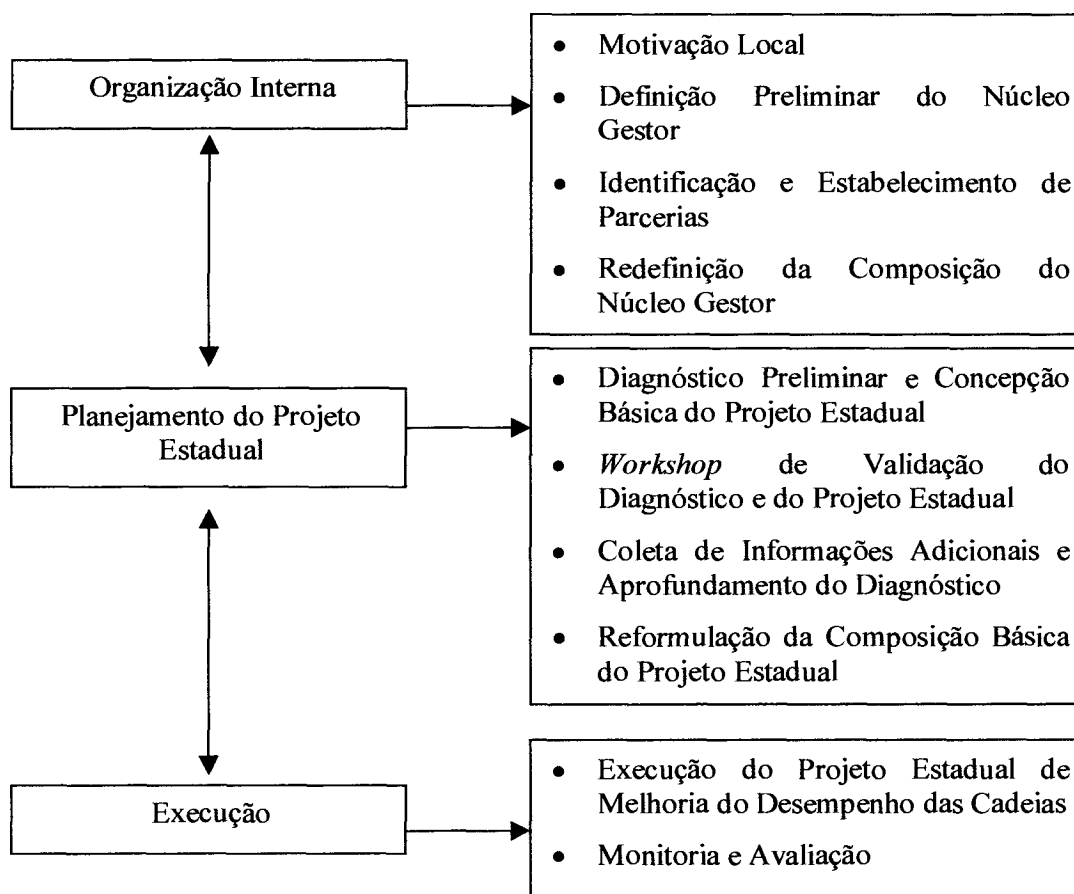 Organização Interna
• Motivação Local
• Definição Preliminar do Núcleo
Gestor
• Identificação e Estabelecimento de
Parcerias
• Redefinição da Composição do
Núcleo Gestor
Planejamento do Projeto
Estadual
• Diagnóstico Preliminar e Concepção
Básica do Projeto Estadual
• Workshop de Validação do
Diagnóstico e do Projeto Estadual
• Coleta de Informações Adicionais e
Aprofundamento do Diagnóstico
• Reformulação da Composição Básica
do Projeto Estadual
Execução
• Execução do Projeto Estadual de
Melhoria do Desempenho das Cadeias
• Monitoria e Avaliação